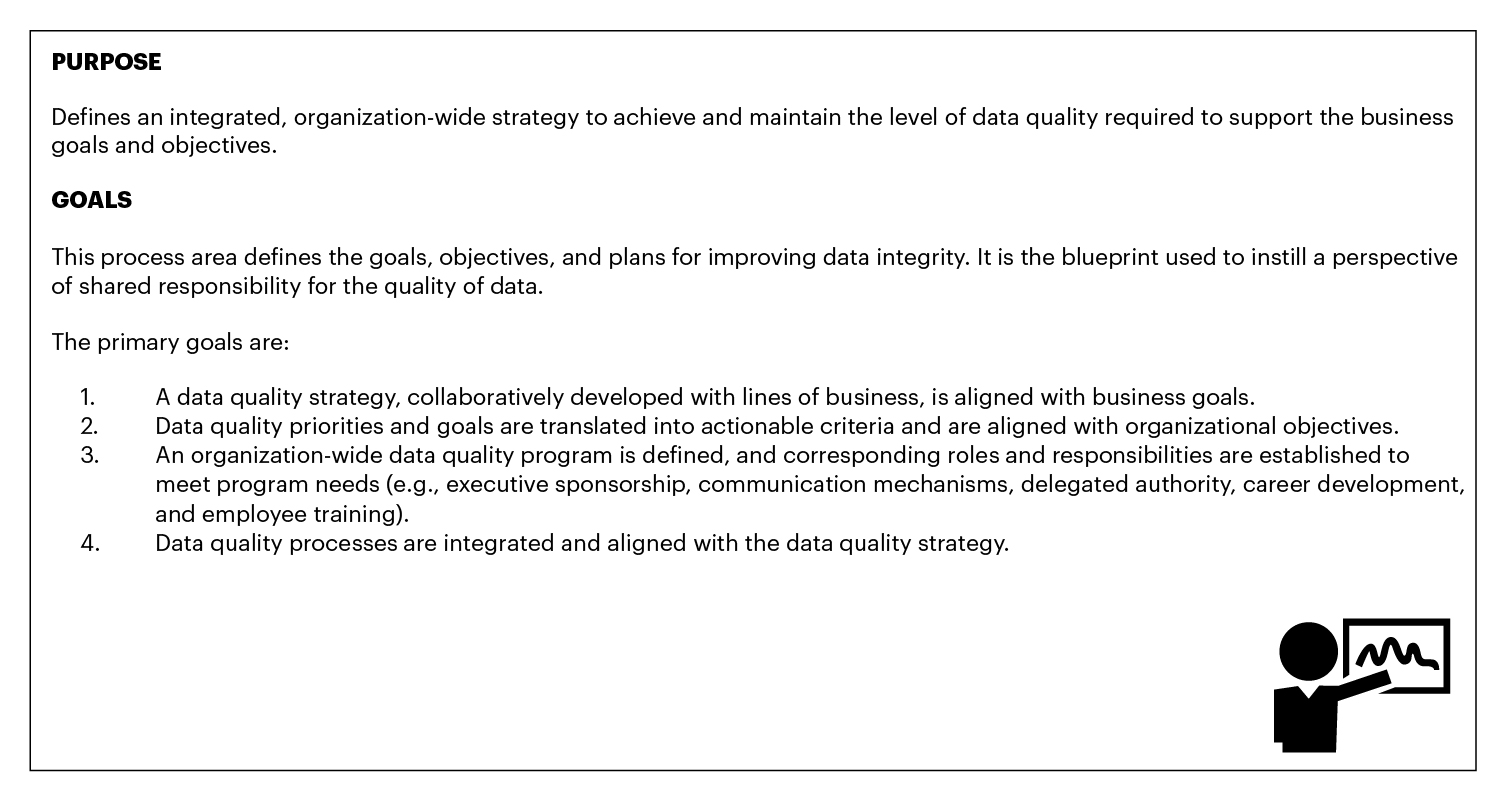 PURPOSE
Defines an integrated, organization-wide strategy to achieve and maintain the level of data quality required to support the business
goals and objectives.
GOALS
This process area defines the goals, objectives, and plans for improving data integrity. It is the blueprint used to instill a perspective
of shared responsibility for the quality of data.
The primary goals are:
1. A data quality strategy, collaboratively developed with lines of business, is aligned with business goals.
2. Data quality priorities and goals are translated into actionable criteria and are aligned with organizational objectives.
3. An organization-wide data quality program is defined, and corresponding roles and responsibilities are established to
meet program needs (e.g., executive sponsorship, communication mechanisms, delegated authority, career development,
and employee training).
4. Data quality processes are integrated and aligned with the data quality strategy.